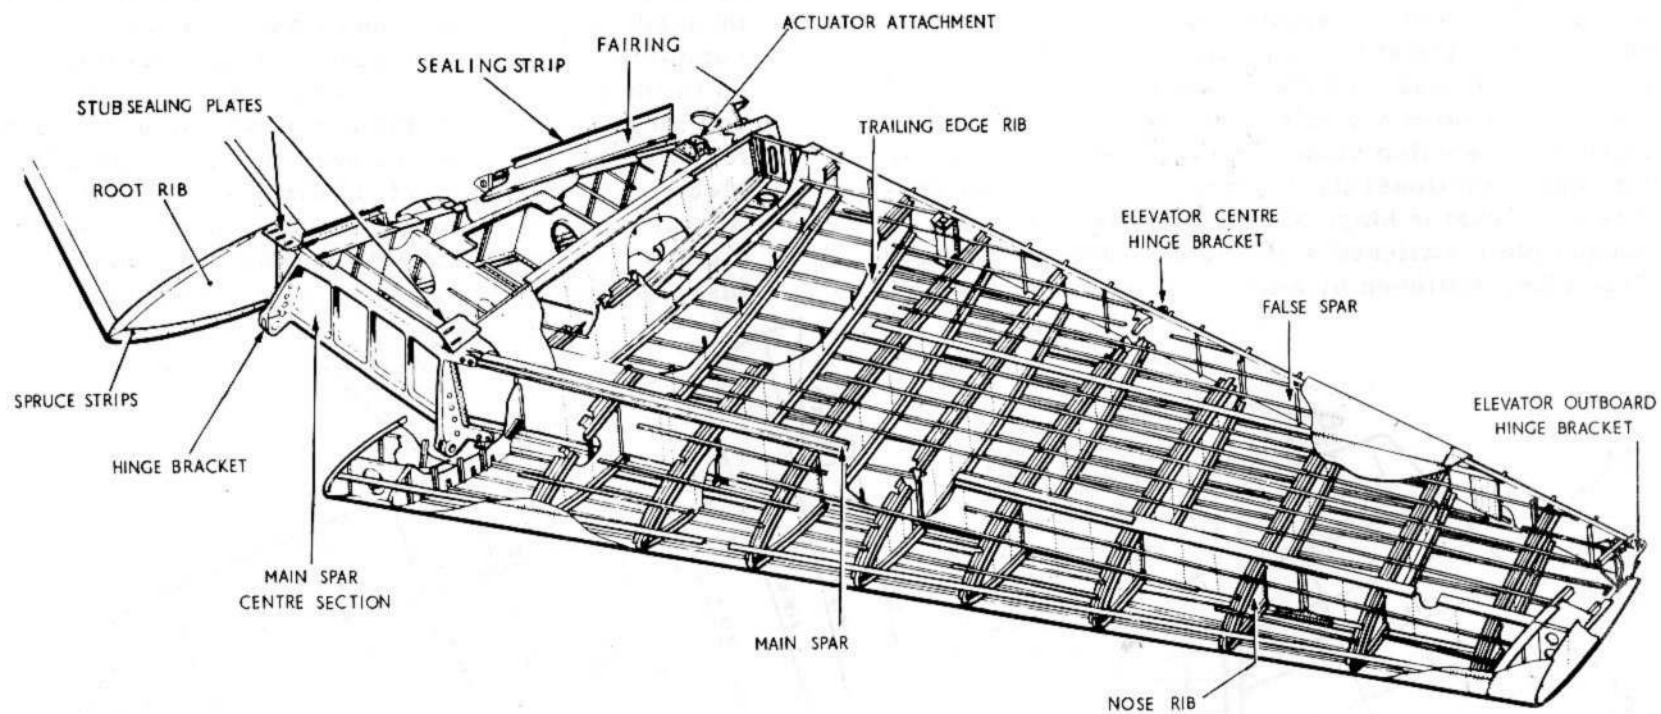 ACTUATOR ATTACHMENT
FAIRING
SEALING STRIP
STUB SEALING PLATES
TRAILING EDGE RIB
ROOT RIB
ELEVATOR CENTRE
HINGE BRACKET
FALSE SPAR
SPRUCE STRIPS
ELEVATOR OUTBOARD
HINGE BRACKET
HINGE BRACKET
MAIN SPAR
CENTRE SECTION
MAIN SPAR
NOSE RIB